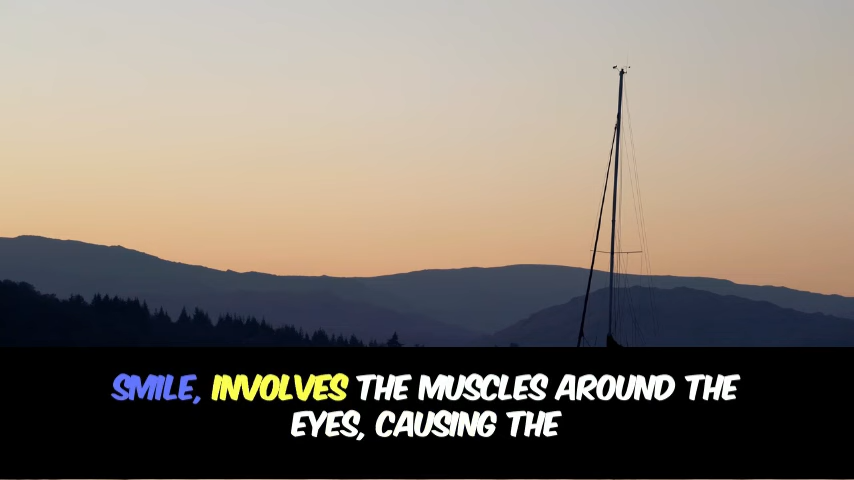 SMILE, INVOLVES THE MUSCLES AROUND THE
EYES, CAUSING THE